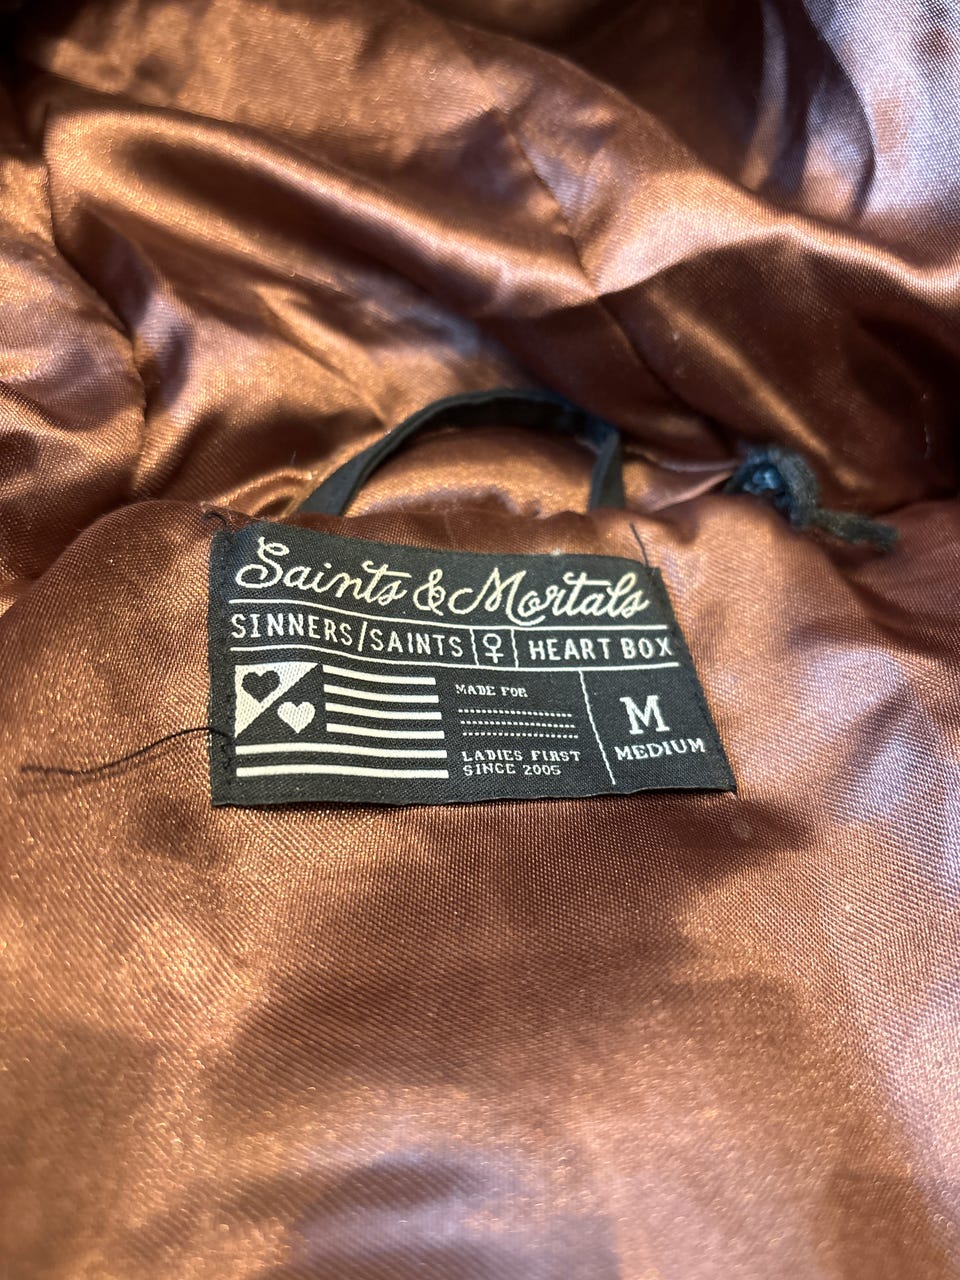 Saints & Mortals
SINNERS/SAINTS ♀ HEART BOX
MADE FOR
LADIES FIRST
SINCE 2005
M
MEDIUM